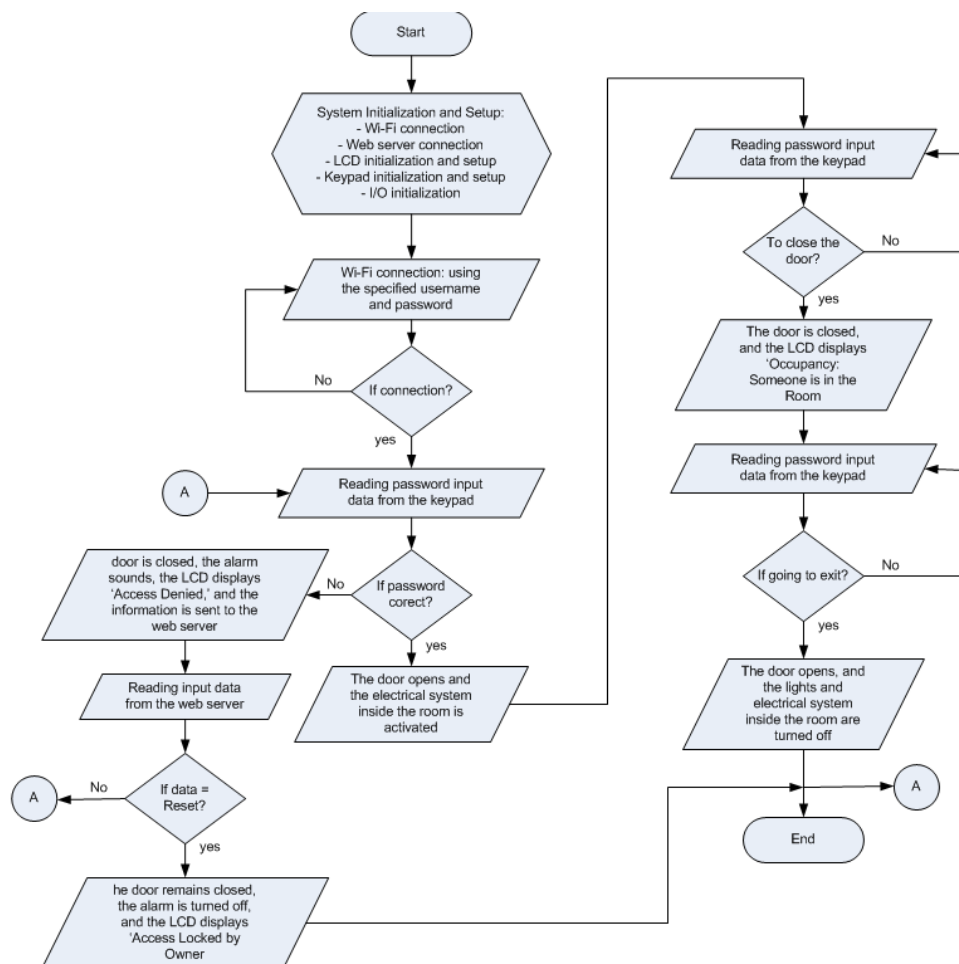 Start
System Initialization and Setup:
- Wi-Fi connection
- Web server connection
- LCD initialization and setup
- Keypad initialization and setup
- I/O initialization
Wi-Fi connection: using
the specified username
and password
If connection?
No
yes
A
Reading password input
data from the keypad
If password
corect?
No
yes
door is closed, the alarm
sounds, the LCD displays
‘Access Denied,’ and the
information is sent to the
web server
Reading input data
from the web server
If data =
Reset?
No
A
yes
he door remains closed,
the alarm is turned off,
and the LCD displays
‘Access Locked by
Owner
The door opens and
the electrical system
inside the room is
activated
Reading password input
data from the keypad
To close the
door?
No
yes
The door is closed,
and the LCD displays
‘Occupancy:
Someone is in the
Room
Reading password input
data from the keypad
If going to exit?
No
yes
The door opens, and
the lights and
electrical system
inside the room are
turned off
A
End